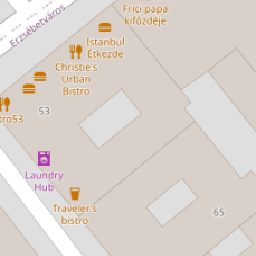 Frici papa
kifőzdéje
Erzsébetváros
Istanbul
Étkezde
Christie's
Urban
Bistro
53
tro53
Laundry
Hub
Traveler's
bistro
65